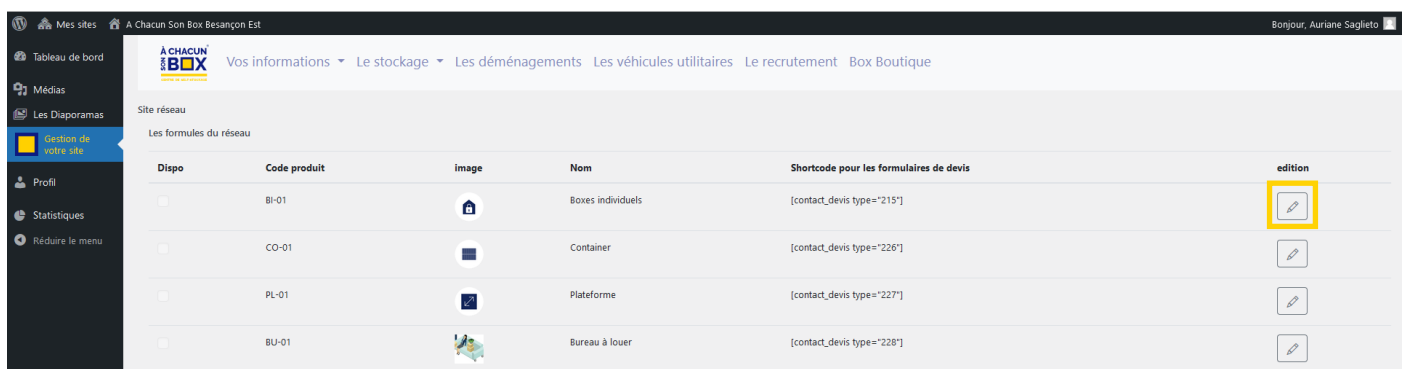 Mes sites A Chacun Son Box Besançon Est Bonjour, Auriane Saglieto
Tableau de bord
Médias
Les Diaporamas
Gestion de votre site
Profil
Statistiques
Réduire le menu
À CHACUN
SON BOX
Vos informations Le stockage Les déménagements Les véhicules utilitaires Le recrutement Box Boutique
Site réseau
Les formules du réseau
Dispo Code produit image Nom Shortcode pour les formulaires de devis edition
BI-01 Boxes individuels [contact_devis type="215"]
CO-01 Container [contact_devis type="226"]
PL-01 Plateforme [contact_devis type="227"]
BU-01 Bureau à louer [contact_devis type="228"]